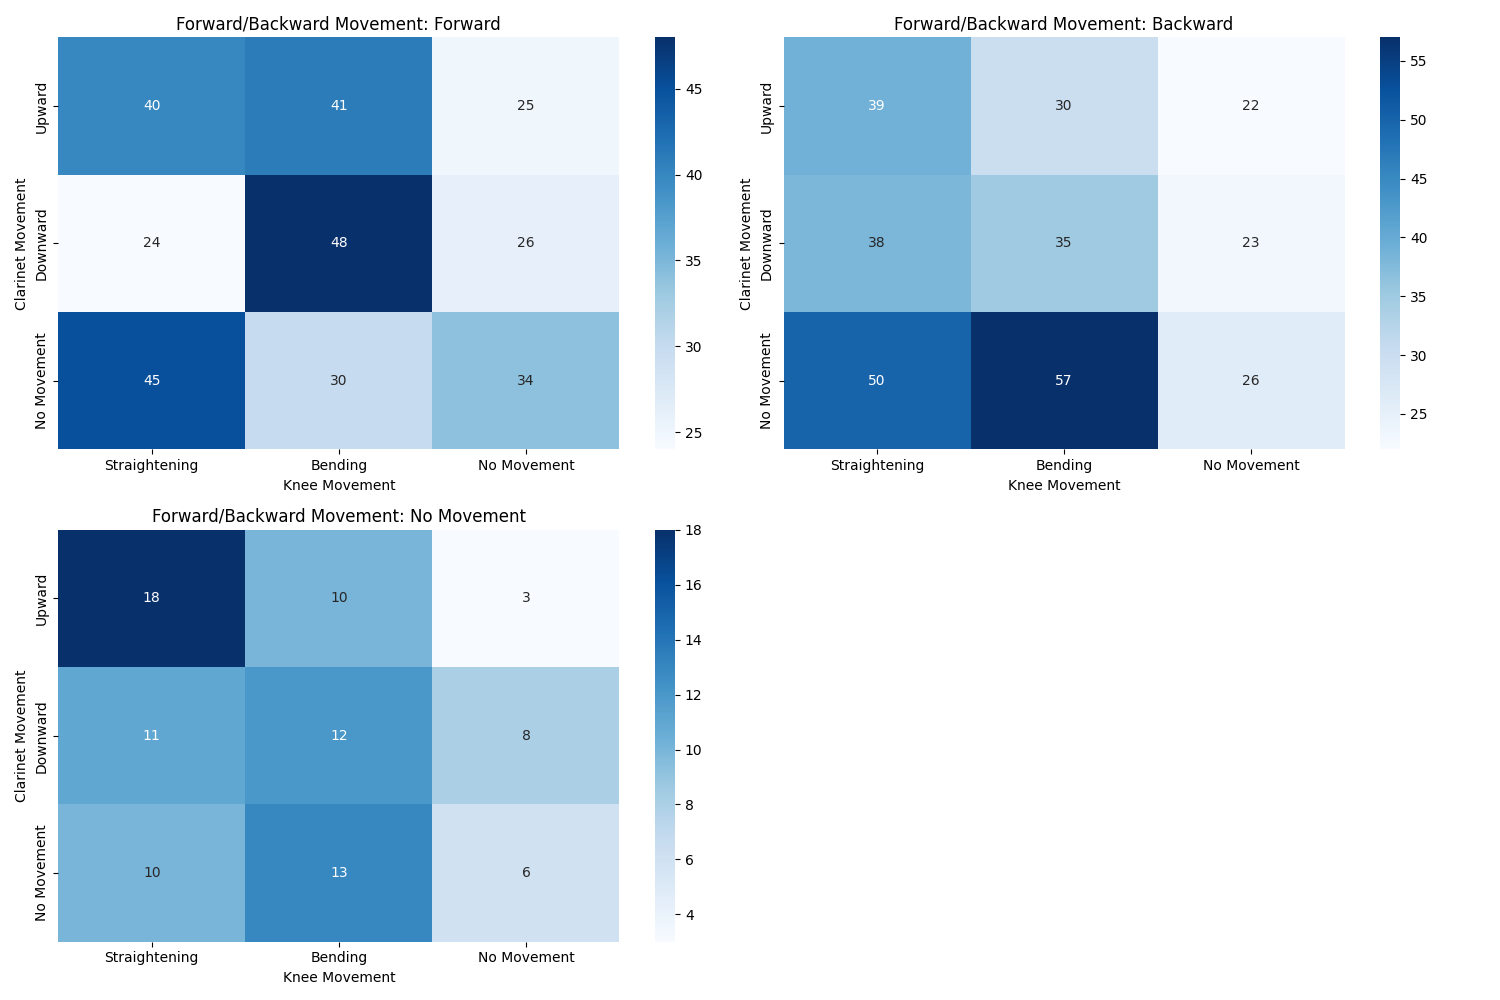 Forward/Backward Movement: Forward
Clarinet Movement
Upward
Downward
No Movement
40 41 25
24 48 26
45 30 34
Straightening Bending No Movement
Knee Movement
45
40
35
30
25
Forward/Backward Movement: Backward
Clarinet Movement
Upward
Downward
No Movement
39 30 22
38 35 23
50 57 26
Straightening Bending No Movement
Knee Movement
55
50
45
40
35
30
25
Forward/Backward Movement: No Movement
Clarinet Movement
Upward
Downward
No Movement
18 10 3
11 12 8
10 13 6
Straightening Bending No Movement
Knee Movement
18
16
14
12
10
8
6
4